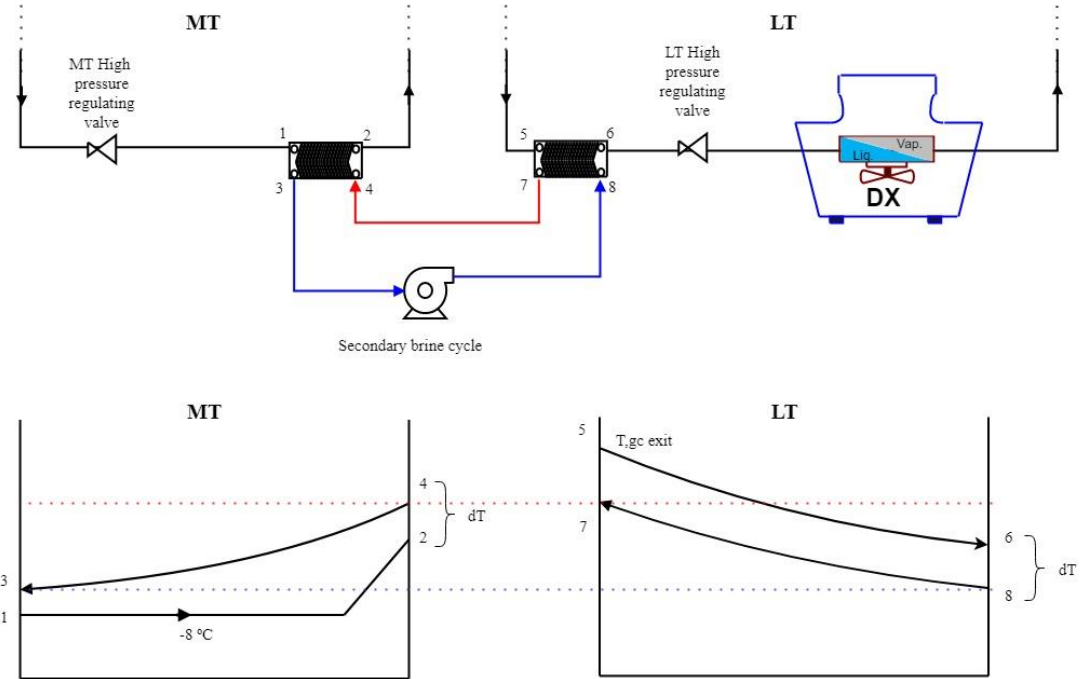 MT
LT
MT High
pressure
regulating
valve
LT High
pressure
regulating
valve
1
2
3
4
5
6
7
8
Liq.
Vap.
DX
Secondary brine cycle
MT
LT
4
dT
2
3
1
-8 ºC
5
T,gc exit
7
6
dT
8